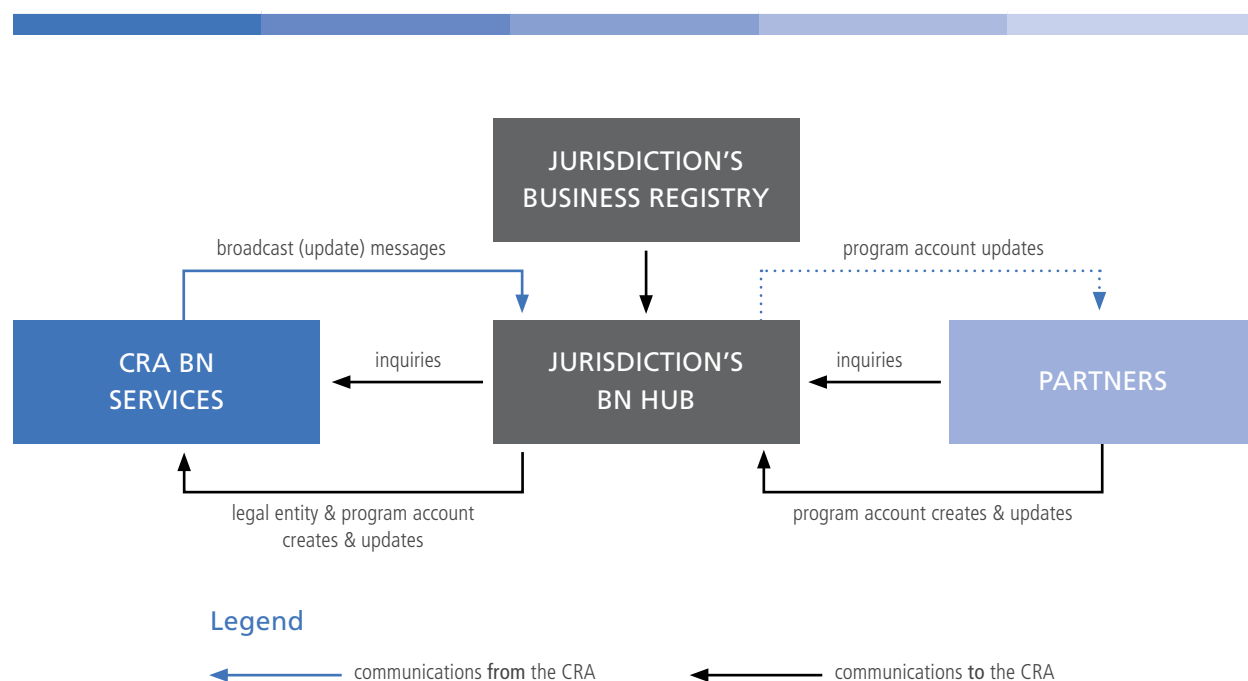 JURISDICTION’S
BUSINESS REGISTRY
broadcast (update) messages
program account updates
CRA BN
SERVICES
inquiries
JURISDICTION’S
BN HUB
inquiries
PARTNERS
legal entity & program account
creates & updates
program account creates & updates
Legend
communications from the CRA
communications to the CRA